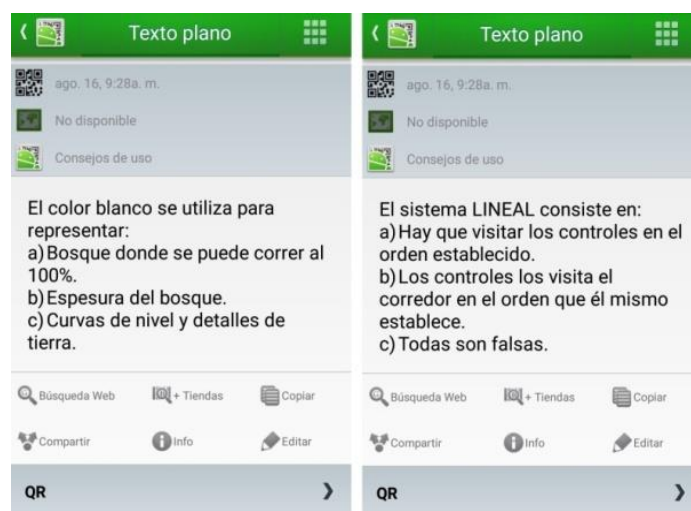 Texto plano
ago. 16, 9:28a. m.
No disponible
Consejos de uso
El color blanco se utiliza para
representar:
a)Bosque donde se puede correr al
100%.
b)Espesura del bosque.
c)Curvas de nivel y detalles de
tierra.
Búsqueda Web + Tiendas Copiar
Compartir Info Editar
QR
Texto plano
ago. 16, 9:28a. m.
No disponible
Consejos de uso
El sistema LINEAL consiste en:
a)Hay que visitar los controles en el
orden establecido.
b)Los controles los visita el
corredor en el orden que él mismo
establece.
c)Todas son falsas.
Búsqueda Web + Tiendas Copiar
Compartir Info Editar
QR